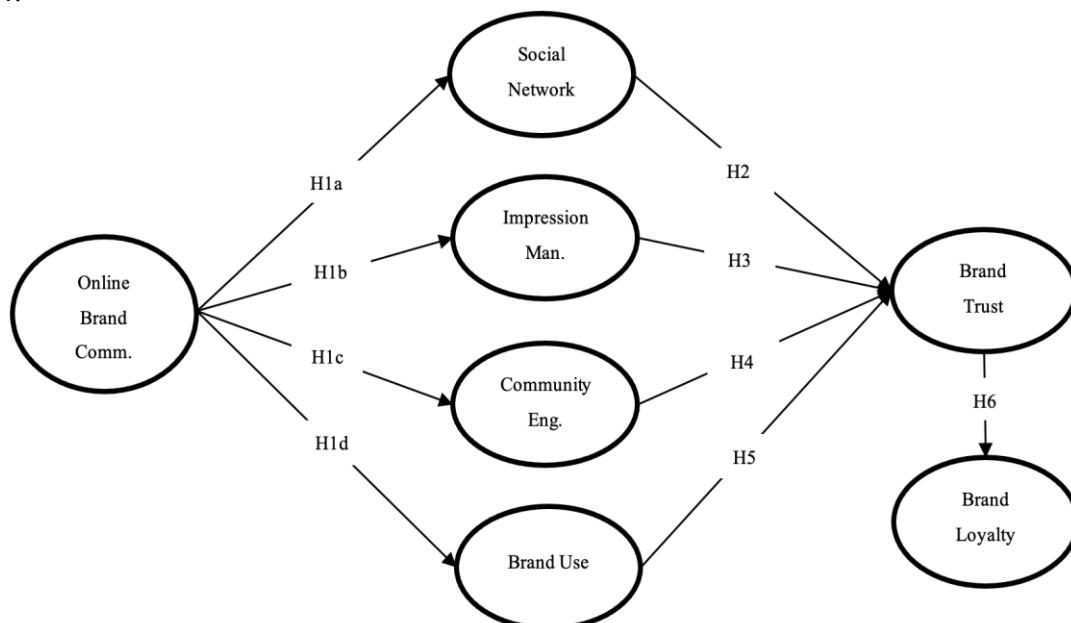 Social
Network
H1a
H2
Impression
Man.
H1b
H3
Online
Brand
Comm.
Brand
Trust
H1c
H4
Community
Eng.
H6
H1d
H5
Brand Use
Brand
Loyalty